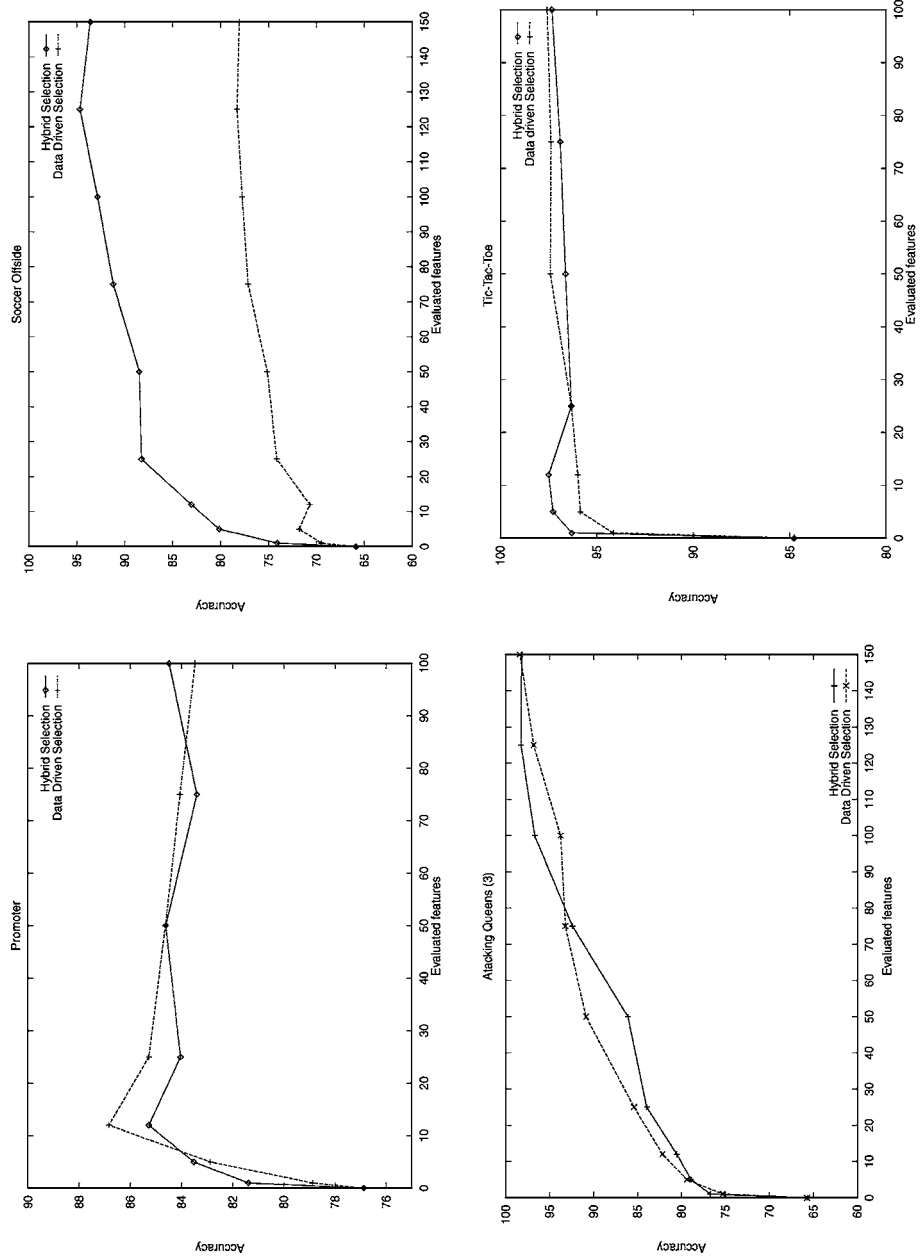 Promoter
90
88
86
84
82
80
78
76
Accuracy
Hybrid Selection
Data Driven Selection
0 10 20 30 40 50 60 70 80 90 100
Evaluated features
Soccer Offside
100
95
90
85
80
75
70
65
60
Accuracy
Hybrid Selection
Data Driven Selection
0 10 20 30 40 50 60 70 80 90 100 110 120 130 140 150
Evaluated features
Atacking Queens (3)
100
95
90
85
80
75
70
65
60
Accuracy
Hybrid Selection
Data Driven Selection
0 10 20 30 40 50 60 70 80 90 100 110 120 130 140 150
Evaluated features
Tic-Tac-Toe
100
95
85
80
Accuracy
Hybrid Selection
Data driven Selection
0 10 20 30 40 50 60 70 80 90 100
Evaluated features